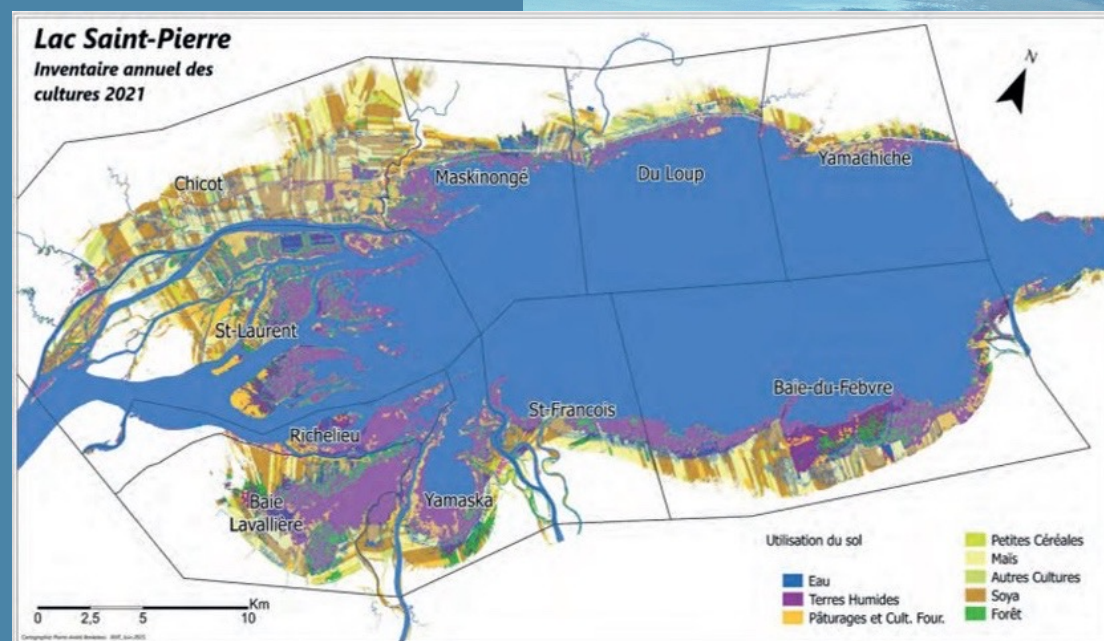 Lac Saint-Pierre
Inventaire annuel des
cultures 2021
N
Chicot
Maskinongé
Du Loup
Yamachiche
St-Laurent
Richelieu
Baie
Lavallière
Yamaska
St-Francois
Baie-du-Febvre
Utilisation du sol
Eau
Terres Humides
Pâturages et Cult. Four.
Petites Céréales
Maïs
Autres Cultures
Soya
Forêt
Km
0 2,5 5 10